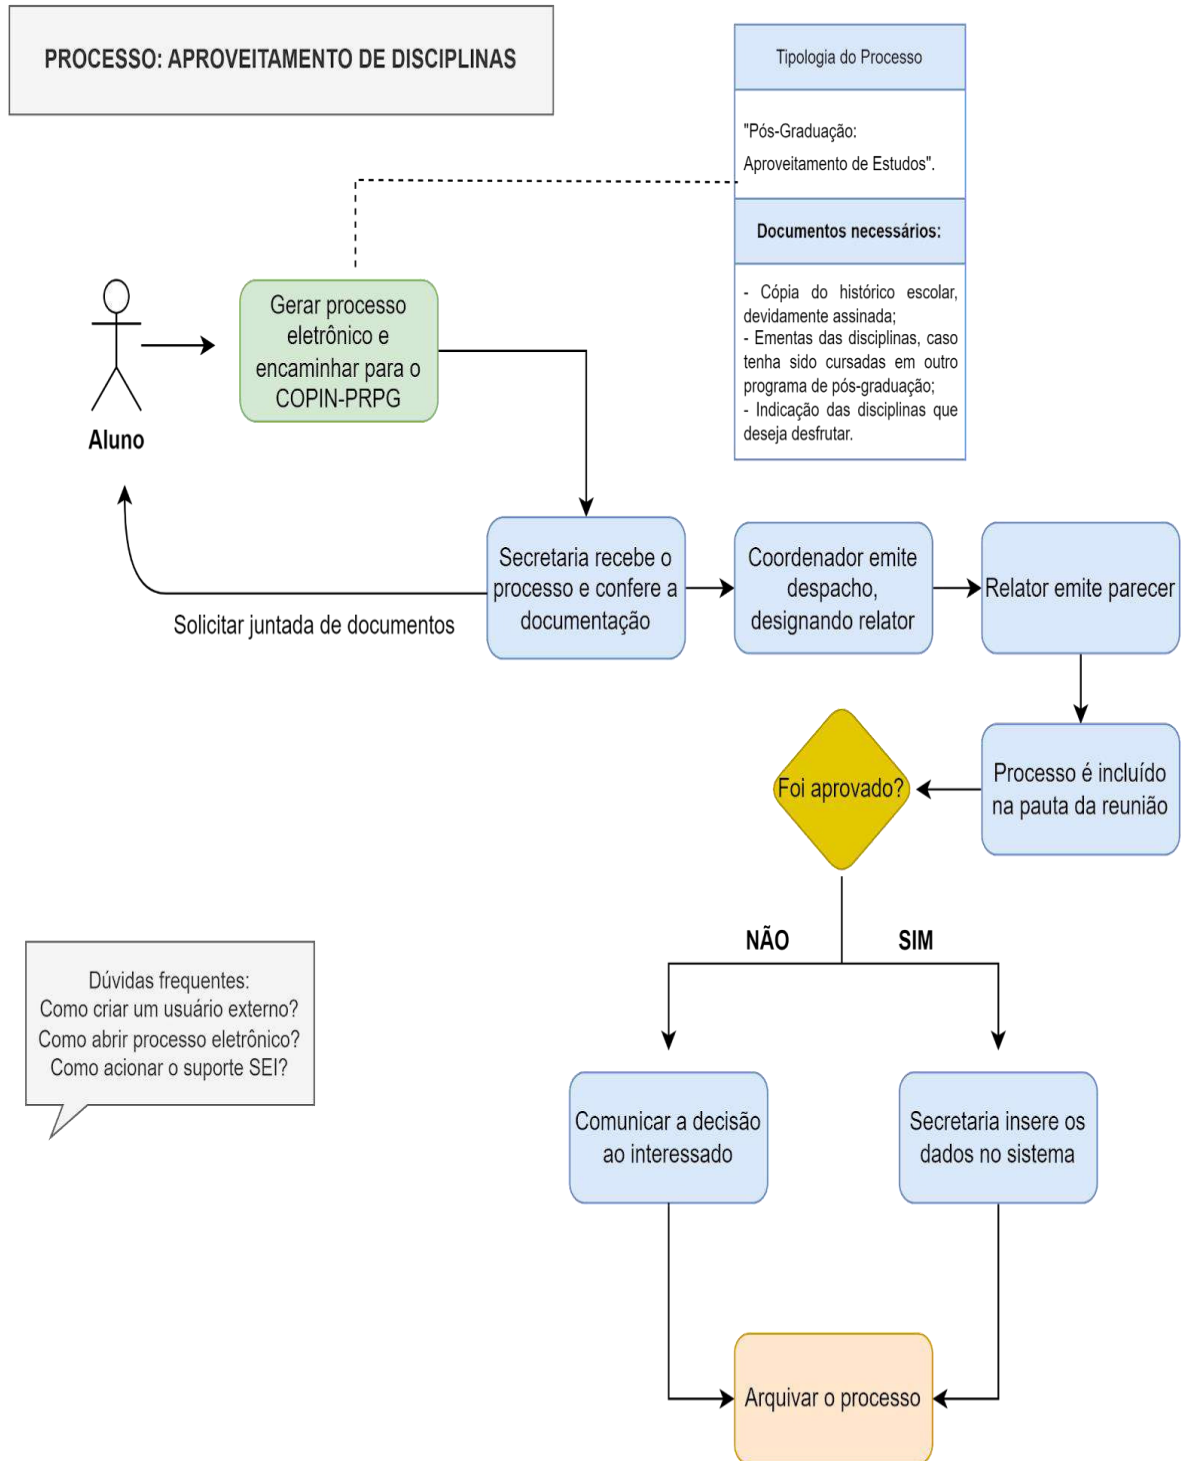 PROCESSO: APROVEITAMENTO DE DISCIPLINAS
Tipologia do Processo
"Pós-Graduação:
Aproveitamento de Estudos".
Documentos necessários:
- Cópia do histórico escolar,
devidamente assinada;
- Ementas das disciplinas, caso
tenha sido cursadas em outro
programa de pós-graduação;
- Indicação das disciplinas que
deseja desfrutar.
Aluno
Gerar processo
eletrônico e
encaminhar para o
COPIN-PRPG
Solicitar juntada de documentos
Secretaria recebe o
processo e confere a
documentação
Coordenador emite
despacho,
designando relator
Relator emite parecer
Processo é incluído
na pauta da reunião
Foi aprovado?
NÃO
SIM
Dúvidas frequentes:
Como criar um usuário externo?
Como abrir processo eletrônico?
Como acionar o suporte SEI?
Comunicar a decisão
ao interessado
Secretaria insere os
dados no sistema
Arquivar o processo